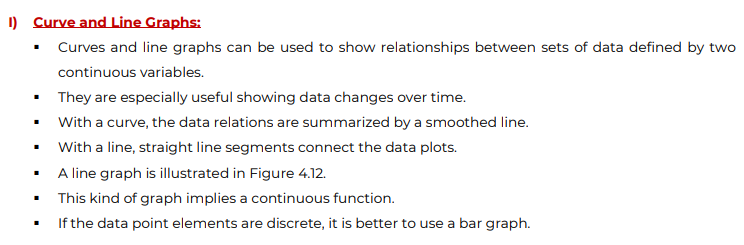 I) Curve and Line Graphs:
▪ Curves and line graphs can be used to show relationships between sets of data defined by two
continuous variables.
▪ They are especially useful showing data changes over time.
▪ With a curve, the data relations are summarized by a smoothed line.
▪ With a line, straight line segments connect the data plots.
▪ A line graph is illustrated in Figure 4.12.
▪ This kind of graph implies a continuous function.
▪ If the data point elements are discrete, it is better to use a bar graph.